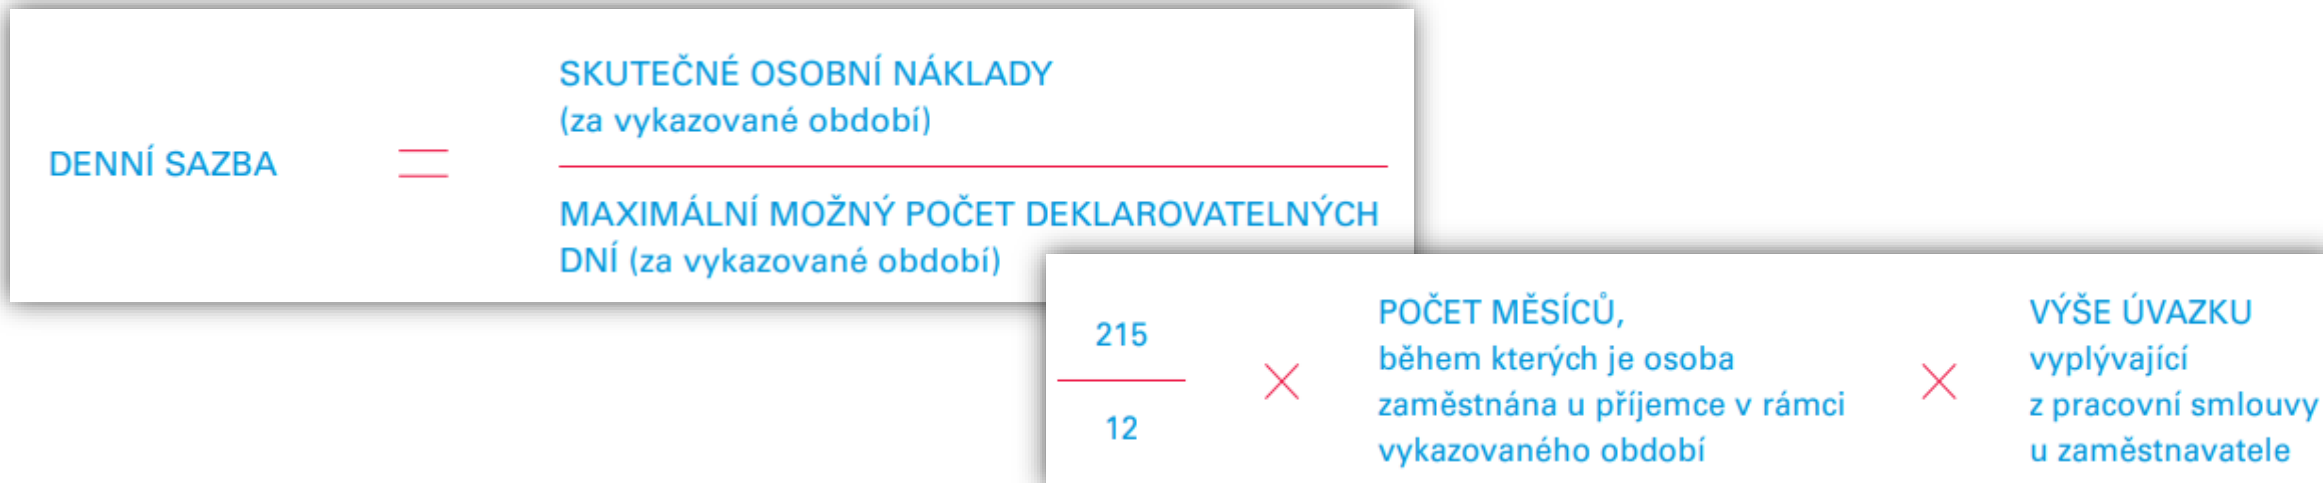 DENNÍ SAZBA
=
SKUTEČNÉ OSOBNÍ NÁKLADY
(za vykazované období)
MAXIMÁLNÍ MOŽNÝ POČET DEKLAROVATELNÝCH
DNÍ (za vykazované období)
215
12
×
POČET MĚSÍCŮ,
během kterých je osoba
zaměstnána u příjemce v rámci
vykazovaného období
×
VÝŠE ÚVAZKU
vyplývající
z pracovní smlouvy
u zaměstnavatele